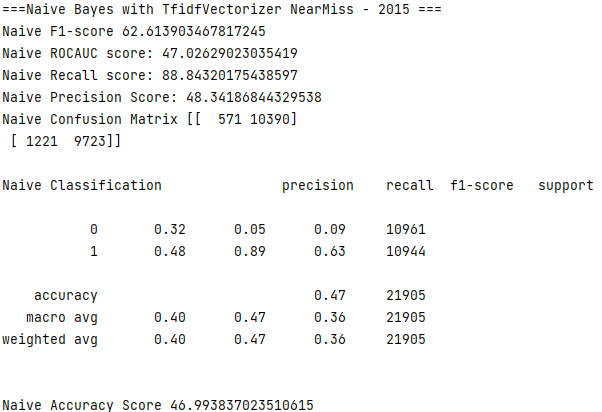 ===Naive Bayes with TfidfVectorizer NearMiss - 2015 ===
Naive F1-score 62.613903467817245
Naive ROCAUC score: 47.02629023035419
Naive Recall score: 88.84320175438597
Naive Precision Score: 48.34186844329538
Naive Confusion Matrix [[  571 10390]
 [ 1221  9723]]
Naive Classification               precision    recall  f1-score   support
           0       0.32      0.05      0.09     10961
           1       0.48      0.89      0.63     10944
    accuracy                           0.47     21905
   macro avg       0.40      0.47      0.36     21905
weighted avg       0.40      0.47      0.36     21905
Naive Accuracy Score 46.993837023510615